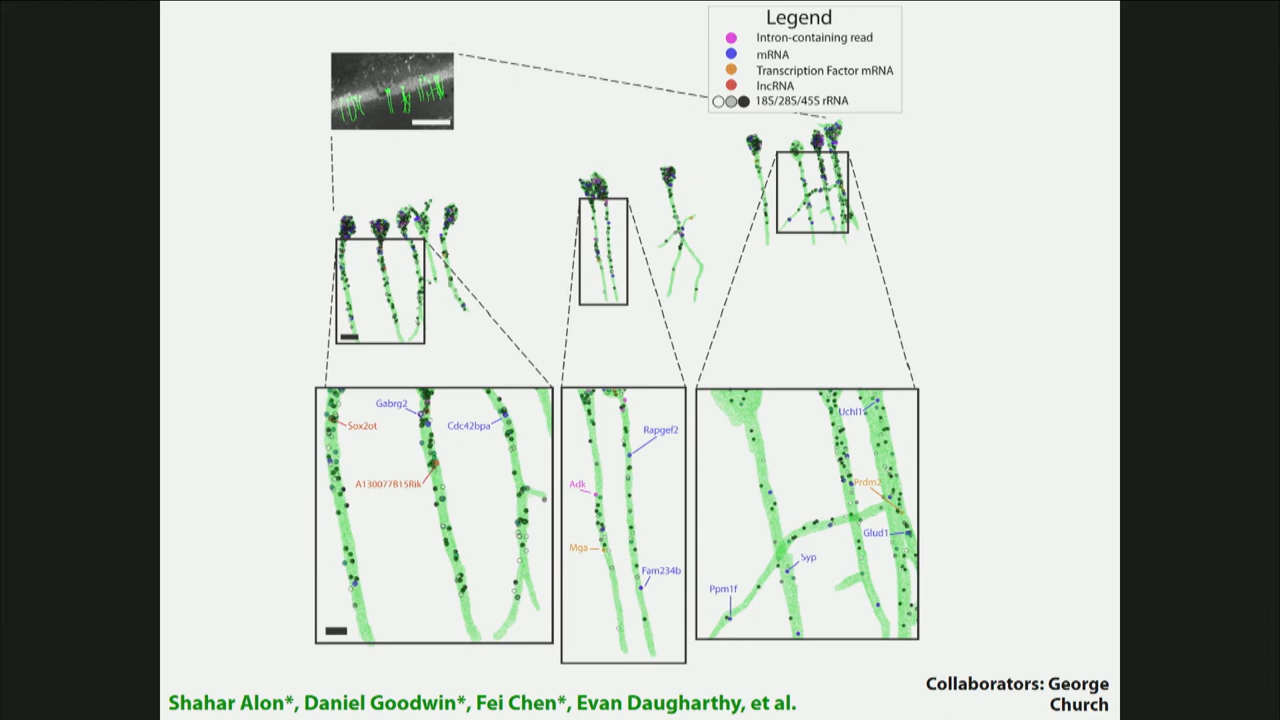 Legend
Intron-containing read
mRNA
Transcription Factor mRNA
lncRNA
18S/28S/45S rRNA
Gabrg2
Sox2ot
Cdc42bpa
A130077B15Rik
Rapgef2
Adk
Mga
Fam234b
Uchl1
Prdm2
Glud1
Syp
Ppm1f
Collaborators: George
Church
Shahar Alon*, Daniel Goodwin*, Fei Chen*, Evan Daugharthy, et al.